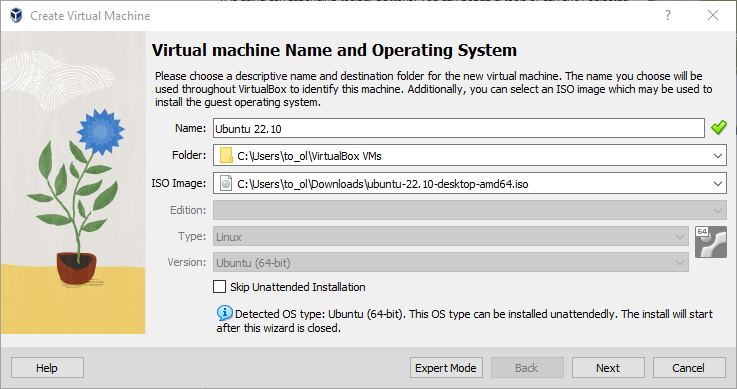 Create Virtual Machine
Virtual machine Name and Operating System
Please choose a descriptive name and destination folder for the new virtual machine. The name you choose will be
used throughout VirtualBox to identify this machine. Additionally, you can select an ISO image which may be used to
install the guest operating system.
Name: Ubuntu 22.10
Folder: C:\Users\to_ol\VirtualBox VMs
ISO Image: C:\Users\to_ol\Downloads\ubuntu-22.10-desktop-amd64.iso
Edition:
Type: Linux
64
Version: Ubuntu (64-bit)
Skip Unattended Installation
Detected OS type: Ubuntu (64-bit). This OS type can be installed unattendedly. The install will start
after this wizard is closed.
Help Expert Mode Back Next Cancel